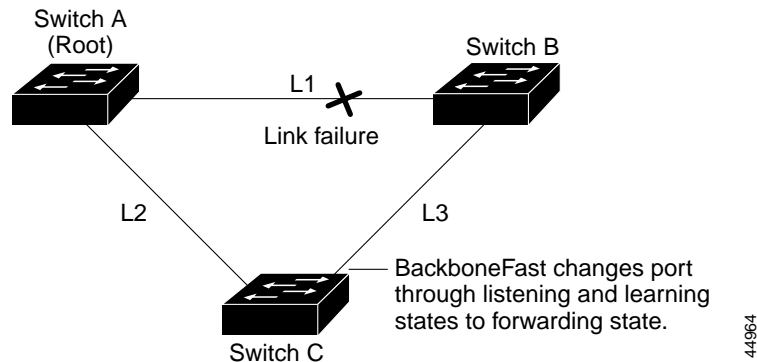 Switch A
(Root)
Switch B
L1
Link failure
L2
L3
BackboneFast changes port
through listening and learning
states to forwarding state.
Switch C
44964